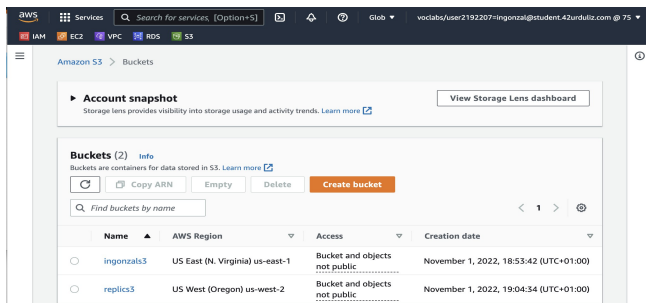 aws Services Search for services, [Option+S] Glob ▼ voclabs/user2192207=ingonzal@student.42urduliz.com @ 75 ▼
IAM EC2 VPC RDS S3
Amazon S3 > Buckets
Account snapshot View Storage Lens dashboard
Storage lens provides visibility into storage usage and activity trends. Learn more
Buckets (2) Info
Buckets are containers for data stored in S3. Learn more
Copy ARN Empty Delete Create bucket
Find buckets by name < 1 >
Name ▲ AWS Region Access Creation date
ingonzals3 US East (N. Virginia) us-east-1 Bucket and objects not public November 1, 2022, 18:53:42 (UTC+01:00)
replics3 US West (Oregon) us-west-2 Bucket and objects not public November 1, 2022, 19:04:34 (UTC+01:00)